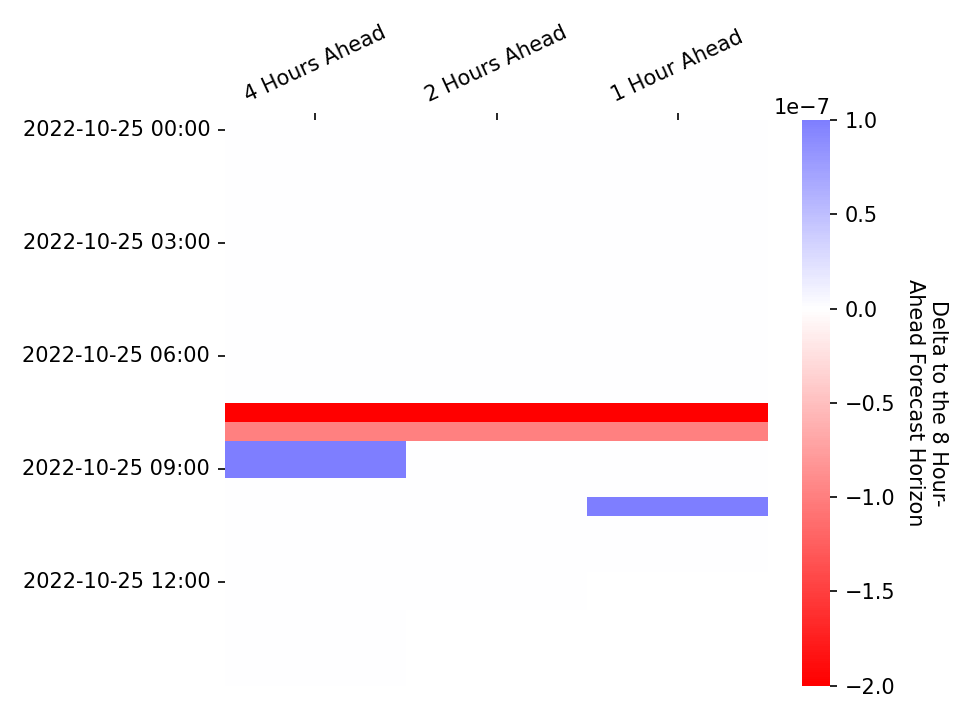 4 Hours Ahead
2 Hours Ahead
1 Hour Ahead
1e−7
2022-10-25 00:00
2022-10-25 03:00
2022-10-25 06:00
2022-10-25 09:00
2022-10-25 12:00
1.0
0.5
0.0
−0.5
−1.0
−1.5
−2.0
Delta to the 8 Hour-
Ahead Forecast Horizon